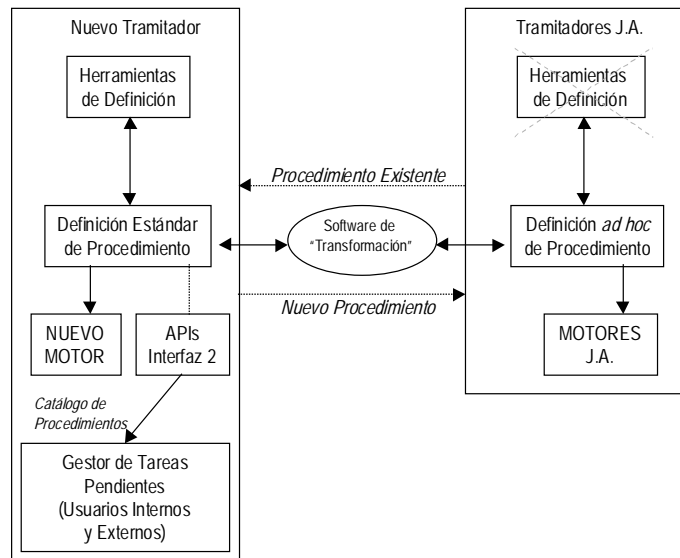 Nuevo Tramitador
Herramientas
de Definición
Definición Estándar
de Procedimiento
NUEVO
MOTOR
APIs
Interfaz 2
Catálogo de
Procedimientos
Gestor de Tareas
Pendientes
(Usuarios Internos
y Externos)
Procedimiento Existente
Software de
“Transformación”
Nuevo Procedimiento
Tramitadores J.A.
Herramientas
de Definición
Definición ad hoc
de Procedimiento
MOTORES
J.A.